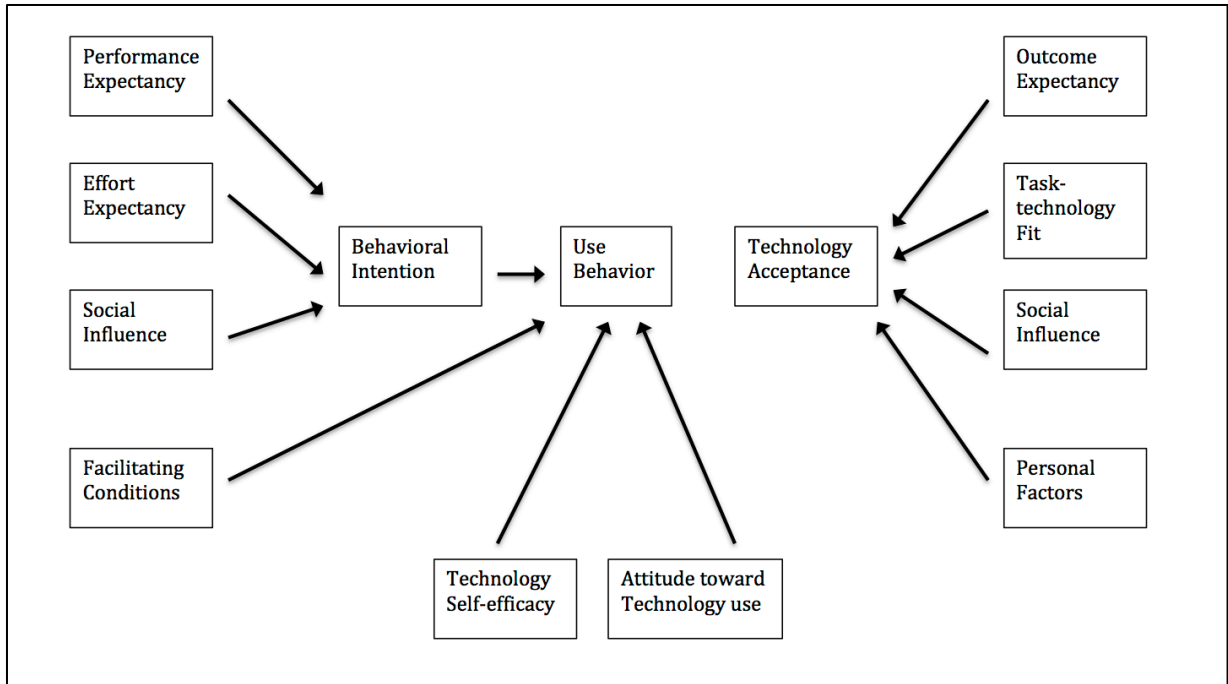 Performance
Expectancy
Effort
Expectancy
Social
Influence
Facilitating
Conditions
Behavioral
Intention
Use
Behavior
Technology
Self-efficacy
Attitude toward
Technology use
Technology
Acceptance
Outcome
Expectancy
Task-
technology
Fit
Social
Influence
Personal
Factors